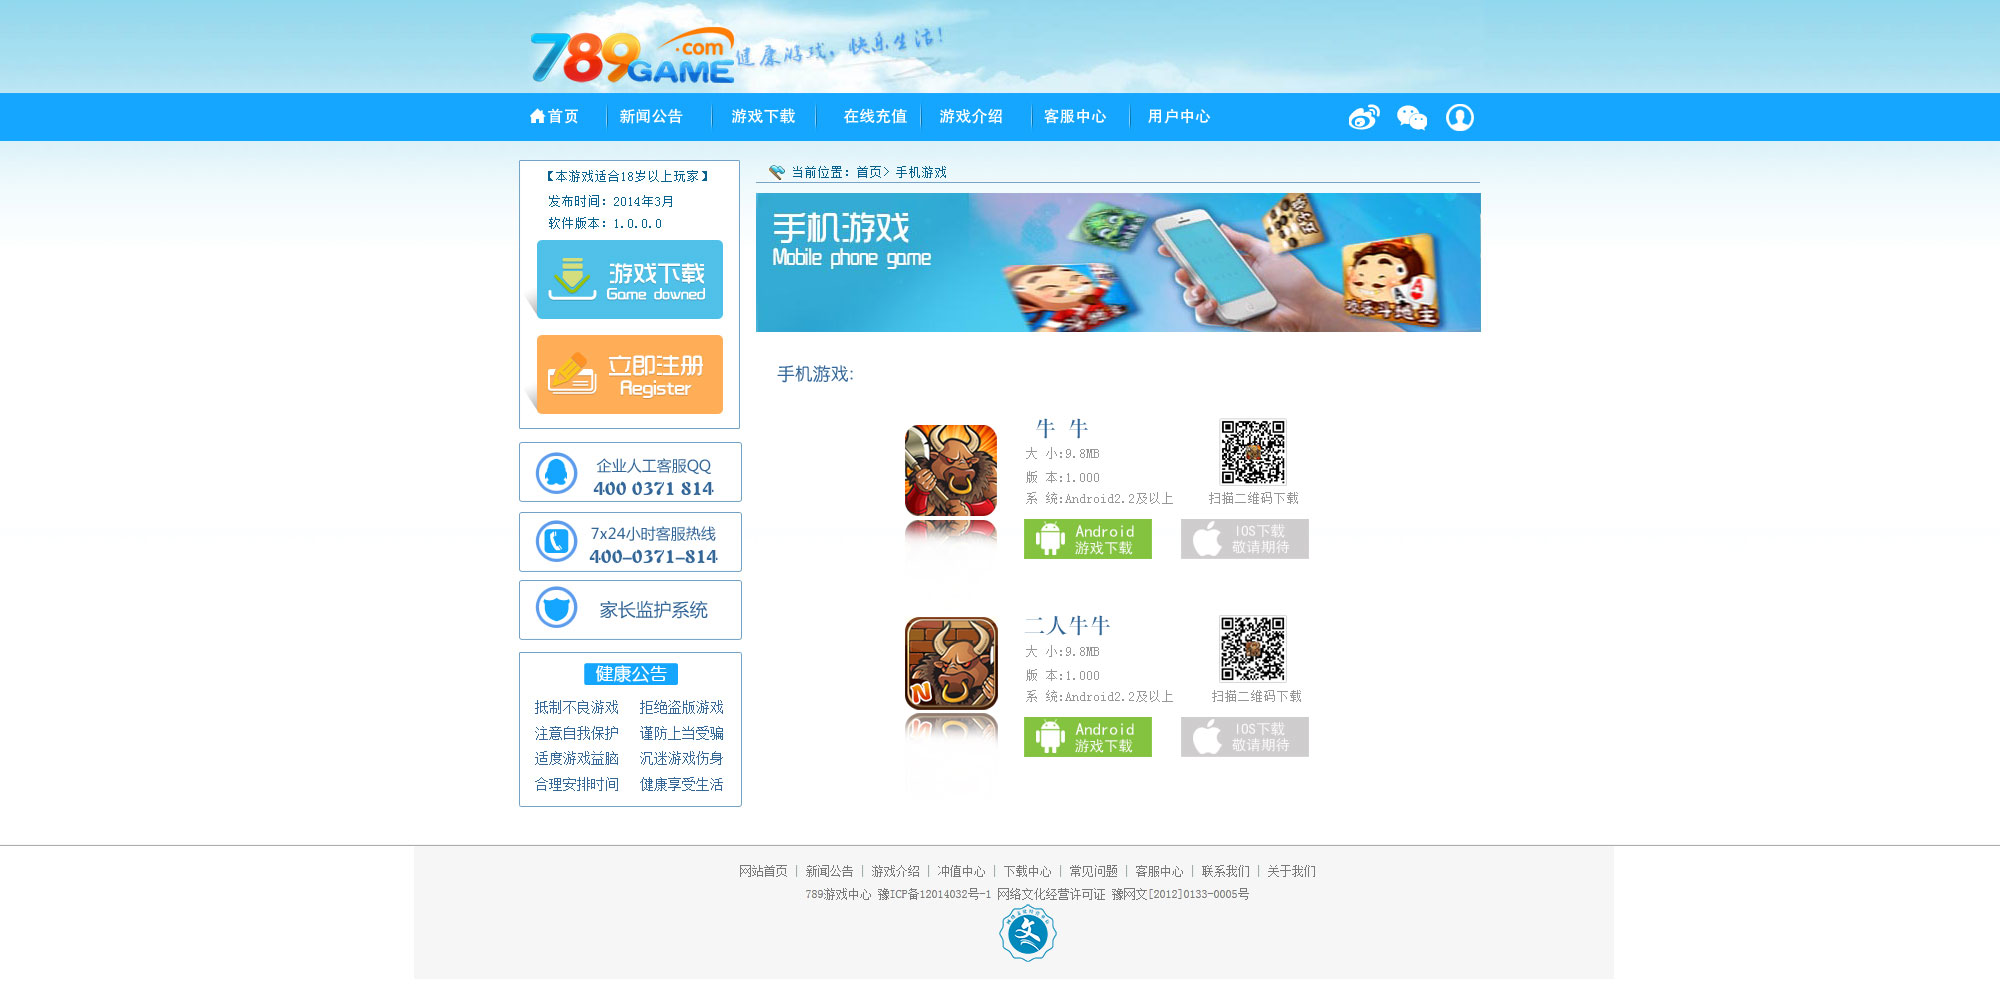 789GAME.com 健康游戏，快乐生活！
首页 新闻公告 游戏下载 在线充值 游戏介绍 客服中心 用户中心
【本游戏适合18岁以上玩家】
发布时间：2014年3月
软件版本：1.0.0.0
游戏下载
Game downed
立即注册
Register
企业人工客服QQ
400 0371 814
7x24小时客服热线
400-0371-814
家长监护系统
健康公告
抵制不良游戏 拒绝盗版游戏
注意自我保护 谨防上当受骗
适度游戏益脑 沉迷游戏伤身
合理安排时间 健康享受生活
当前位置：首页> 手机游戏
手机游戏
Mobile phone game
欢乐斗地主
手机游戏:
牛 牛
大 小:9.8MB
版 本:1.000
系 统:Android2.2及以上
扫描二维码下载
Android
游戏下载
IOS下载
敬请期待
二人牛牛
大 小:9.8MB
版 本:1.000
系 统:Android2.2及以上
扫描二维码下载
Android
游戏下载
IOS下载
敬请期待
网站首页 | 新闻公告 | 游戏介绍 | 冲值中心 | 下载中心 | 常见问题 | 客服中心 | 联系我们 | 关于我们
789游戏中心 豫ICP备12014032号-1 网络文化经营许可证 豫网文[2012]0133-0005号